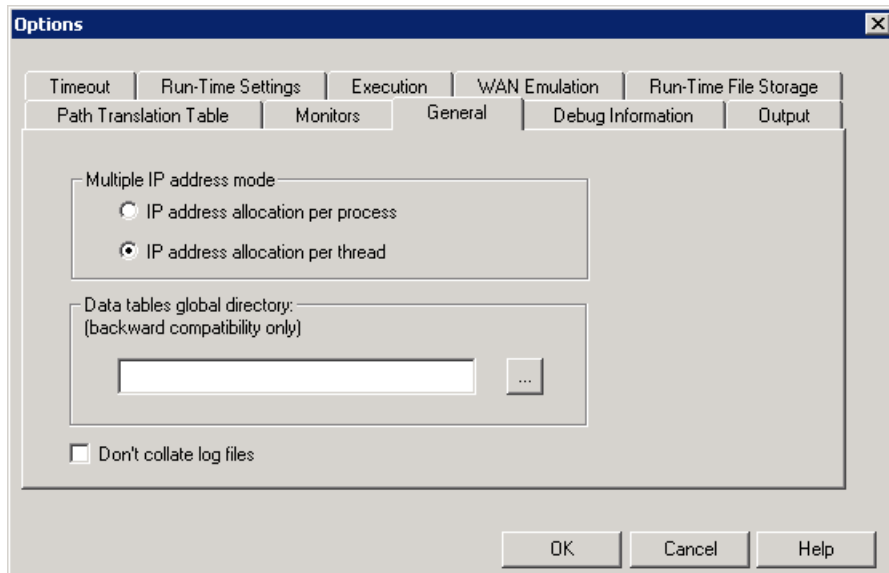 Options
Timeout Run-Time Settings Execution WAN Emulation Run-Time File Storage
Path Translation Table Monitors General Debug Information Output
Multiple IP address mode
IP address allocation per process
IP address allocation per thread
Data tables global directory:
(backward compatibility only)
...
Don't collate log files
OK Cancel Help